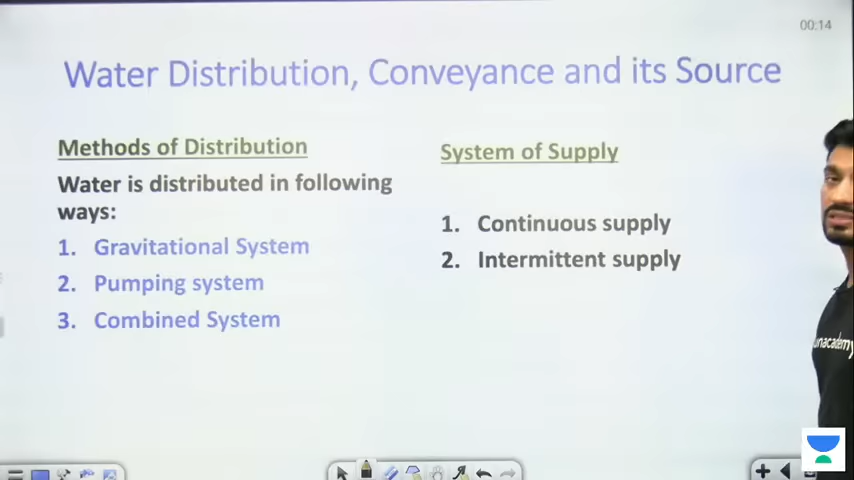 00:14
Water Distribution, Conveyance and its Source
Methods of Distribution
Water is distributed in following
ways:
1. Gravitational System
2. Pumping system
3. Combined System
System of Supply
1. Continuous supply
2. Intermittent supply
unacademy